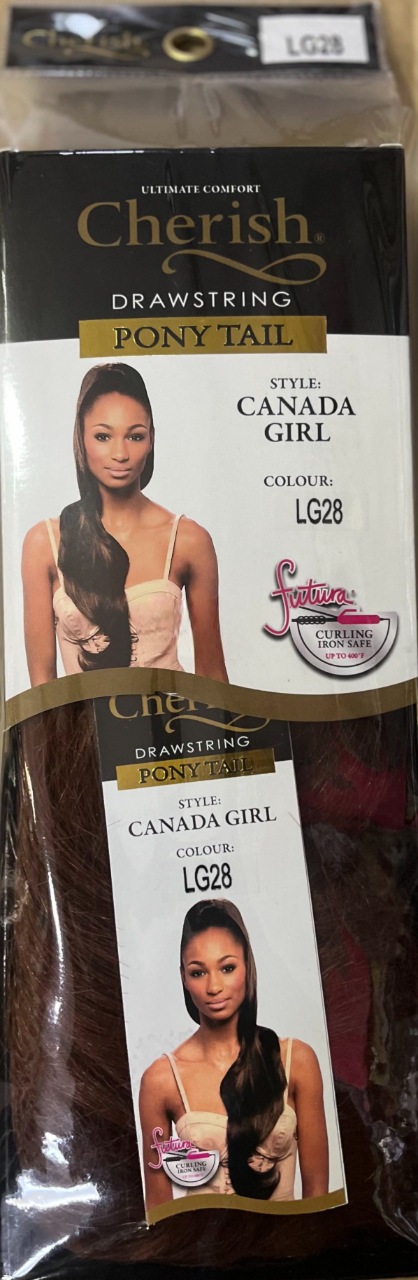 Cherish
LG28
ULTIMATE COMFORT
Cherish®
DRAWSTRING
PONY TAIL
STYLE:
CANADA
GIRL
COLOUR:
LG28
futura
CURLING
IRON SAFE
UP TO 400°F
Cherish
DRAWSTRING
PONY TAIL
STYLE:
CANADA GIRL
COLOUR:
LG28
futura
CURLING
IRON SAFE